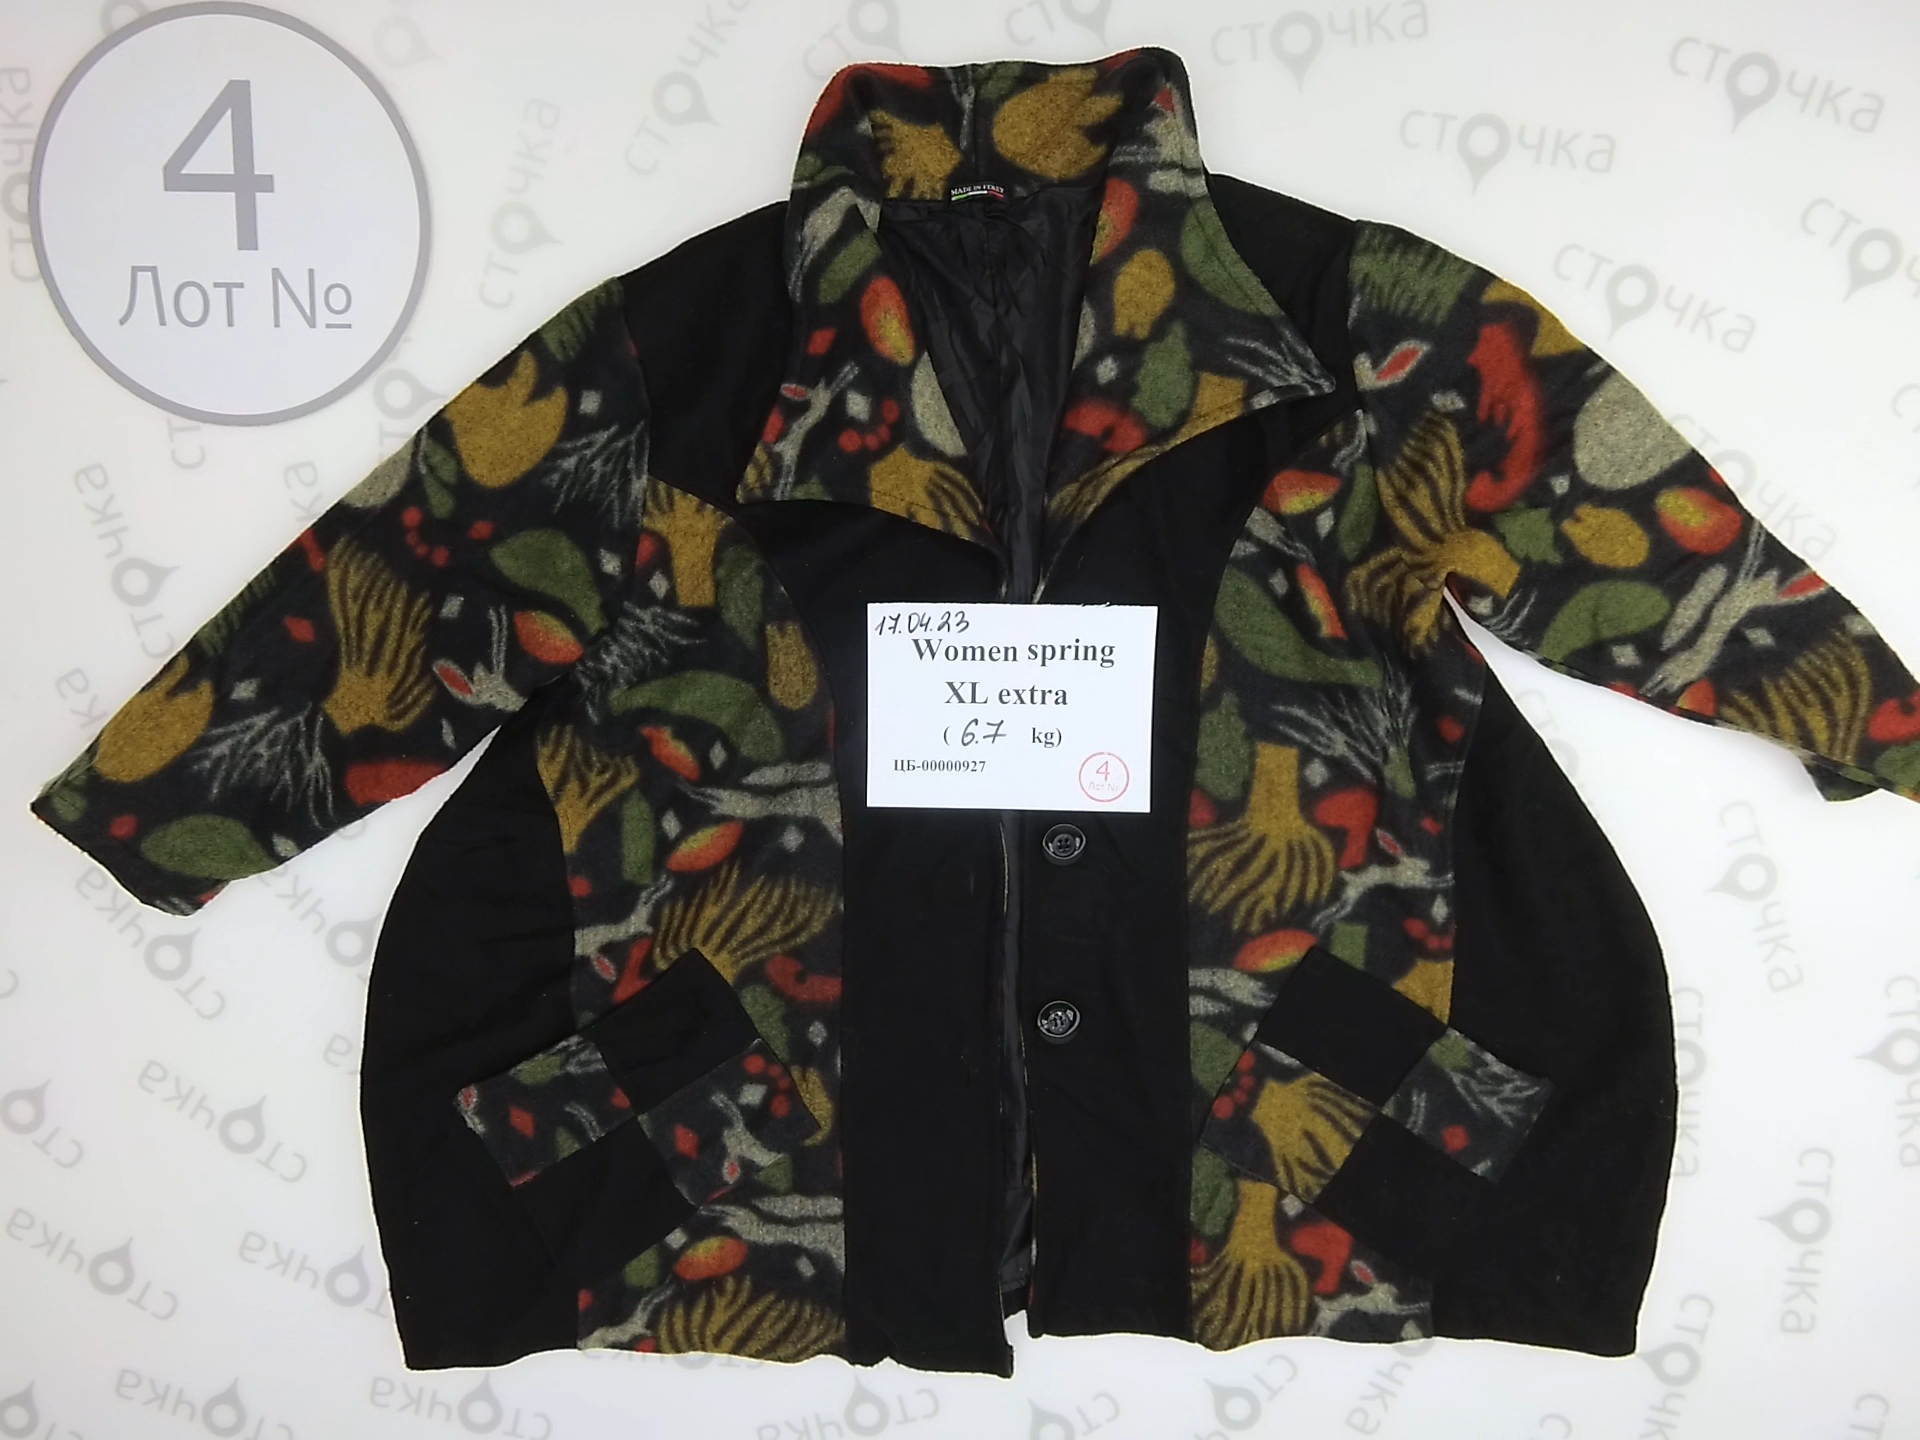 4
Лот №
MADE IN ITALY
17.04.23
Women spring
XL extra
( 6.7 kg)
ЦБ-00000927
4
Лот №
сточка